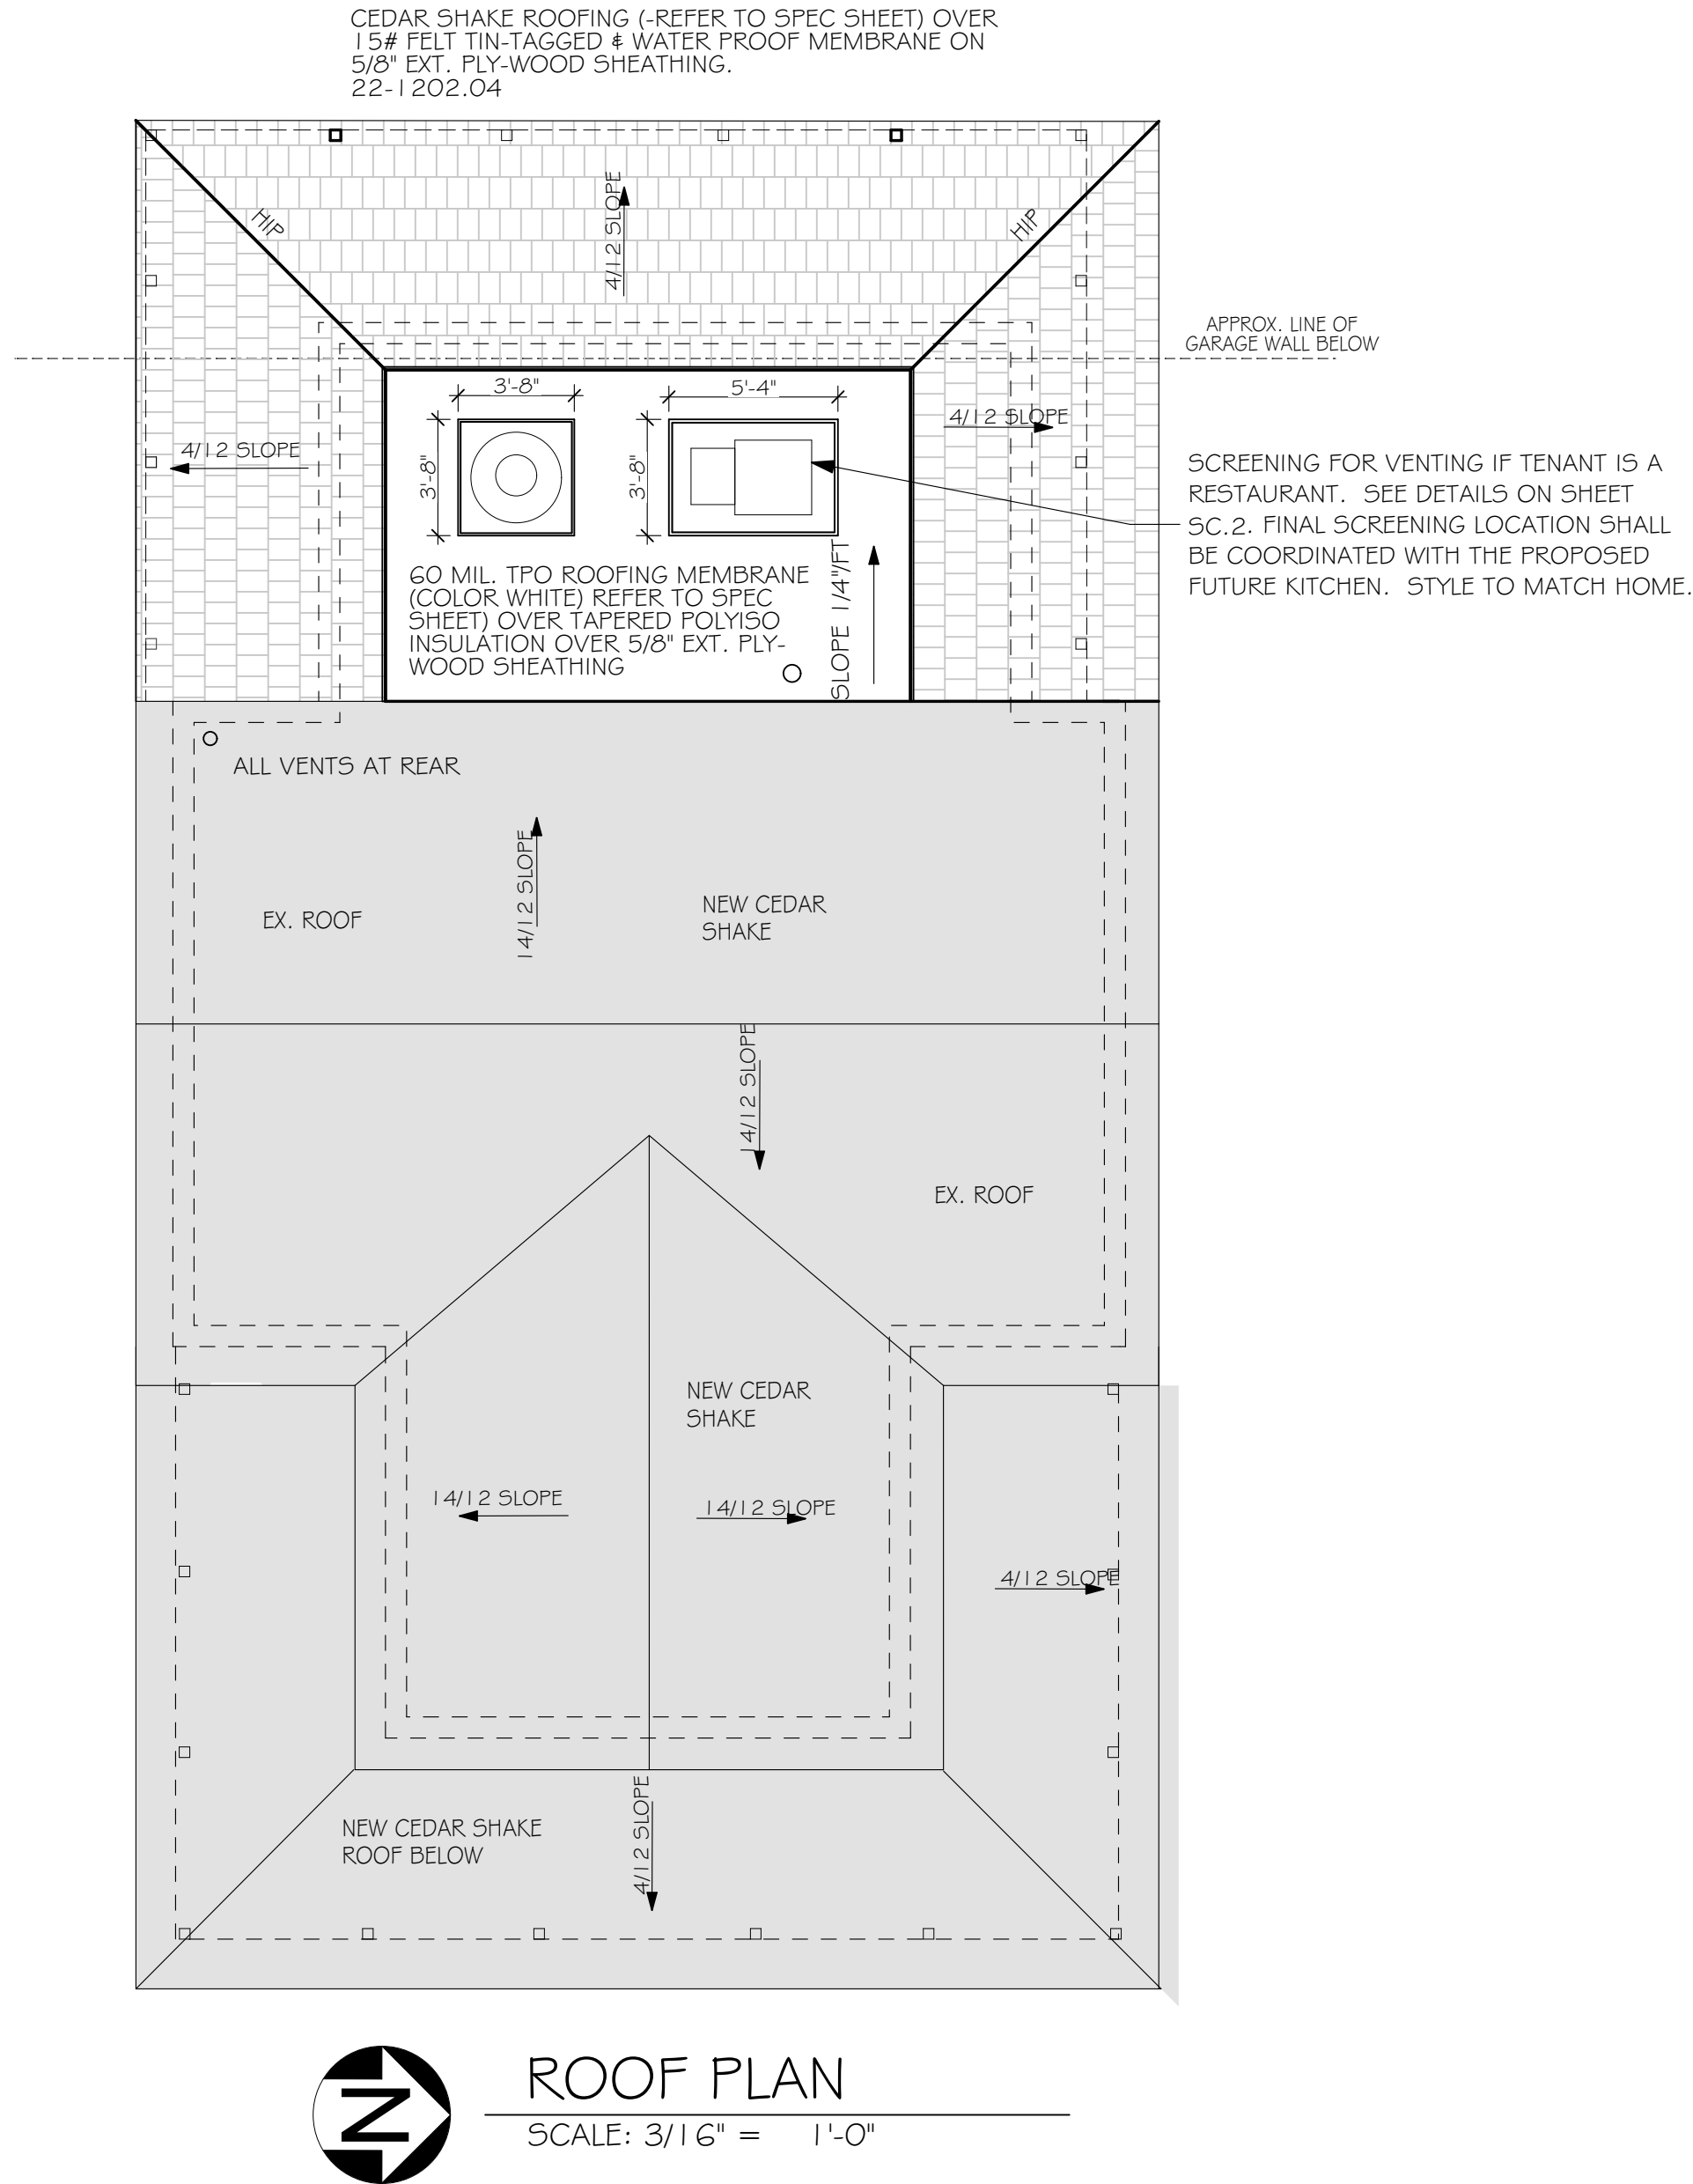 CEDAR SHAKE ROOFING (-REFER TO SPEC SHEET) OVER
15# FELT TIN-TAGGED & WATER PROOF MEMBRANE ON
5/8" EXT. PLY-WOOD SHEATHING.
22-1202.04
HIP
4/12 SLOPE
HIP
APPROX. LINE OF
GARAGE WALL BELOW
3'-8"
5'-4"
4/12 SLOPE
4/12 SLOPE
3'-8"
3'-8"
SCREENING FOR VENTING IF TENANT IS A
RESTAURANT. SEE DETAILS ON SHEET
SC.2. FINAL SCREENING LOCATION SHALL
BE COORDINATED WITH THE PROPOSED
FUTURE KITCHEN. STYLE TO MATCH HOME.
60 MIL. TPO ROOFING MEMBRANE
(COLOR WHITE) REFER TO SPEC
SHEET) OVER TAPERED POLYISO
INSULATION OVER 5/8" EXT. PLY-
WOOD SHEATHING
SLOPE 1/4"/FT
ALL VENTS AT REAR
14/12 SLOPE
EX. ROOF
NEW CEDAR
SHAKE
14/12 SLOPE
EX. ROOF
NEW CEDAR
SHAKE
14/12 SLOPE
14/12 SLOPE
4/12 SLOPE
NEW CEDAR SHAKE
ROOF BELOW
4/12 SLOPE
N
ROOF PLAN
SCALE: 3/16" = 1'-0"